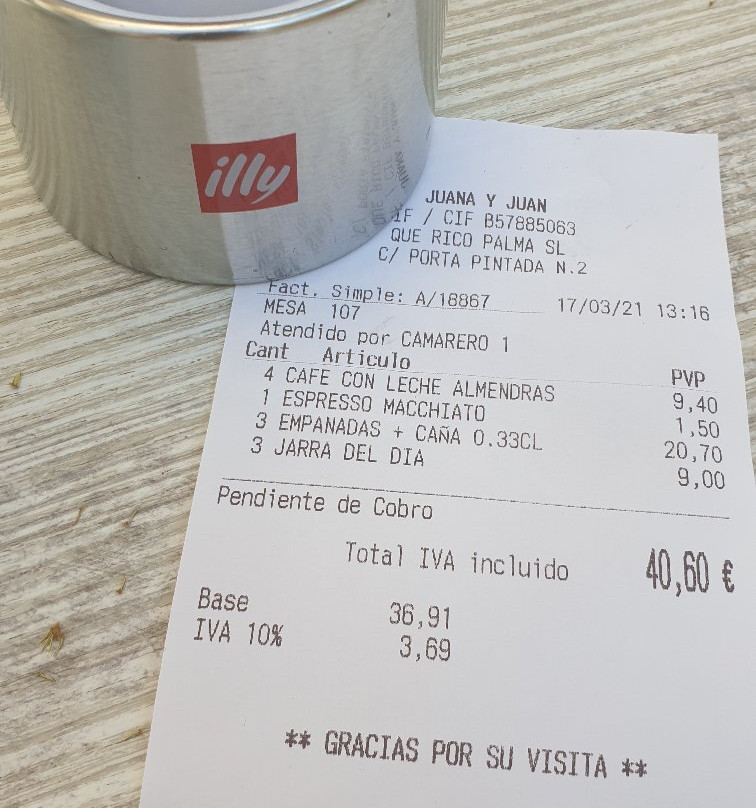 illy
JUANA Y JUAN
IF / CIF B57885063
QUE RICO PALMA SL
C/ PORTA PINTADA N.2
Fact. Simple: A/18867 17/03/21 13:16
MESA 107
Atendido por CAMARERO 1
Cant Articulo PVP
4 CAFE CON LECHE ALMENDRAS 9,40
1 ESPRESSO MACCHIATO 1,50
3 EMPANADAS + CAÑA 0.33CL 20,70
3 JARRA DEL DIA 9,00
Pendiente de Cobro
Total IVA incluido 40,60 €
Base 36,91
IVA 10% 3,69
** GRACIAS POR SU VISITA **